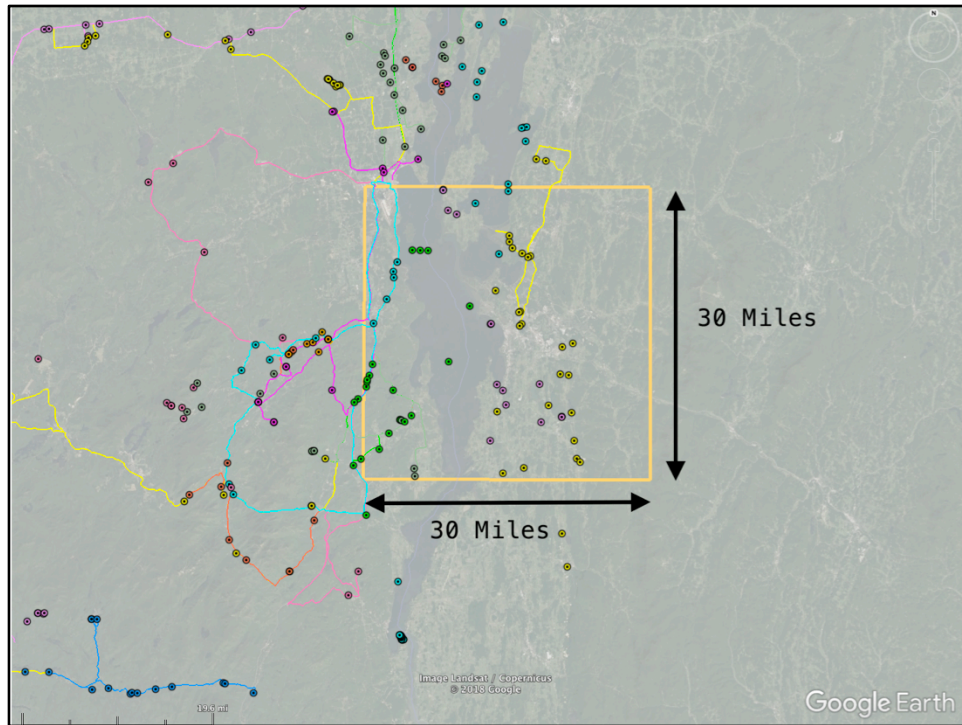 N
30 Miles
30 Miles
Image Landsat / Copernicus
© 2018 Google
19.6 mi
Google Earth